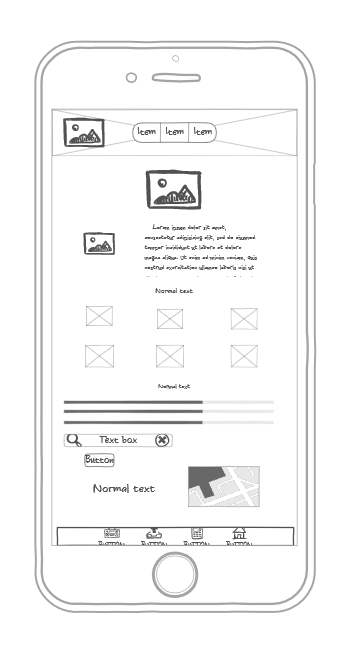 Item Item Item
Lorem ipsum dolor sit amet,
consectetur adipisicing elit, sed do eiusmod
tempor incididunt ut labore et dolore
magna aliqua. Ut enim ad minim veniam, quis
nostrud exercitation ullamco laboris nisi ut
Normal text
Normal text
Text box
Button
Normal text
BUTTON BUTTON BUTTON BUTTON